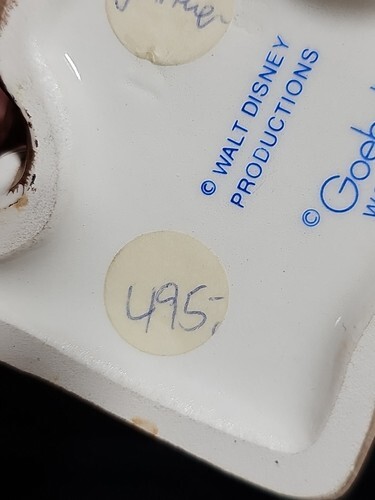 © WALT DISNEY
PRODUCTIONS
© Goeb
W
495,-